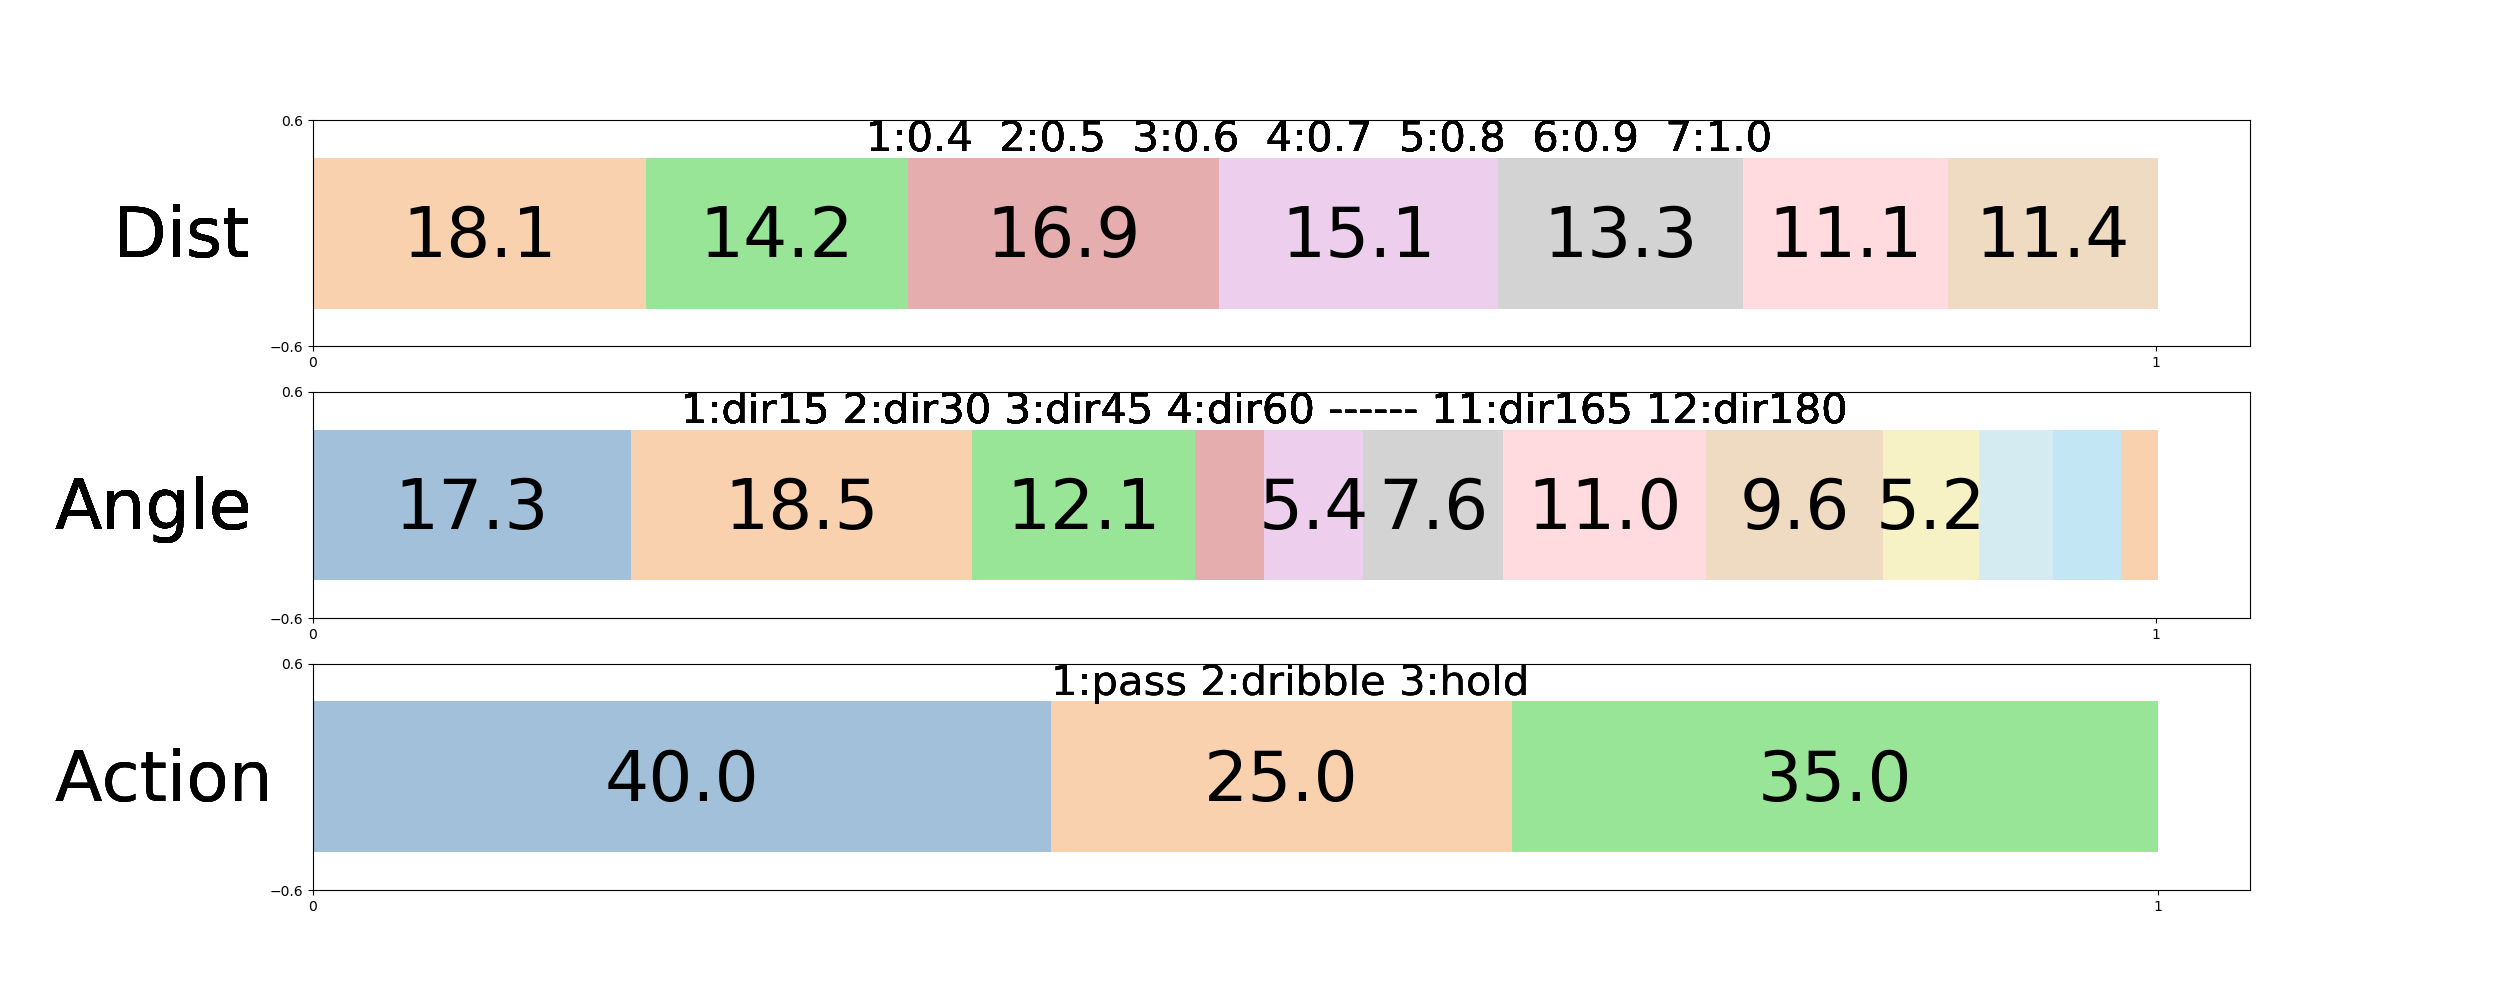 0.6
1:0.4 2:0.5 3:0.6 4:0.7 5:0.8 6:0.9 7:1.0
Dist 18.1 14.2 16.9 15.1 13.3 11.1 11.4
−0.6
0 1
0.6
1:dir15 2:dir30 3:dir45 4:dir60 ------ 11:dir165 12:dir180
Angle 17.3 18.5 12.1 5.4 7.6 11.0 9.6 5.2
−0.6
0 1
0.6
1:pass 2:dribble 3:hold
Action 40.0 25.0 35.0
−0.6
0 1